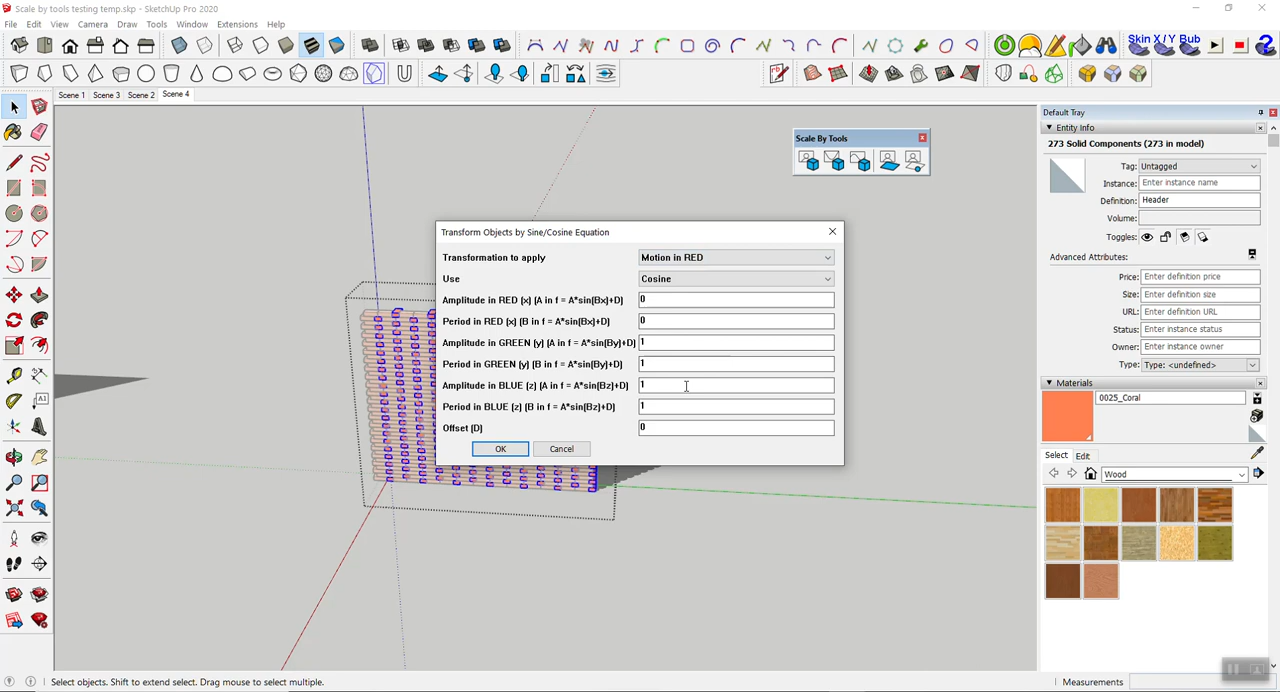 Scale by tools testing temp.skp - SketchUp Pro 2020
File Edit View Camera Draw Tools Window Extensions Help
Skin X / Y Bub
Scene 1 Scene 2 Scene 3 Scene 4
Default Tray
Entity Info
273 Solid Components (273 in model)
Tag: Untagged
Instance: Enter instance name
Definition: Header
Volume:
Toggles:
Advanced Attributes:
Price: Enter definition price
Size: Enter definition size
URL: Enter definition URL
Status: Enter instance status
Owner: Enter instance owner
Type: Type: <undefined>
Materials
0025_Coral
Select Edit
Wood
Scale By Tools
Transform Objects by Sine/Cosine Equation
Transformation to apply Motion in RED
Use Cosine
Amplitude in RED (x) (A in f = A*sin(Bx)+D) 0
Period in RED (x) (B in f = A*sin(Bx)+D) 0
Amplitude in GREEN (y) (A in f = A*sin(By)+D) 1
Period in GREEN (y) (B in f = A*sin(By)+D) 1
Amplitude in BLUE (z) (A in f = A*sin(Bz)+D) 1
Period in BLUE (z) (B in f = A*sin(Bz)+D) 1
Offset (D) 0
OK Cancel
Select objects. Shift to extend select. Drag mouse to select multiple.
Measurements